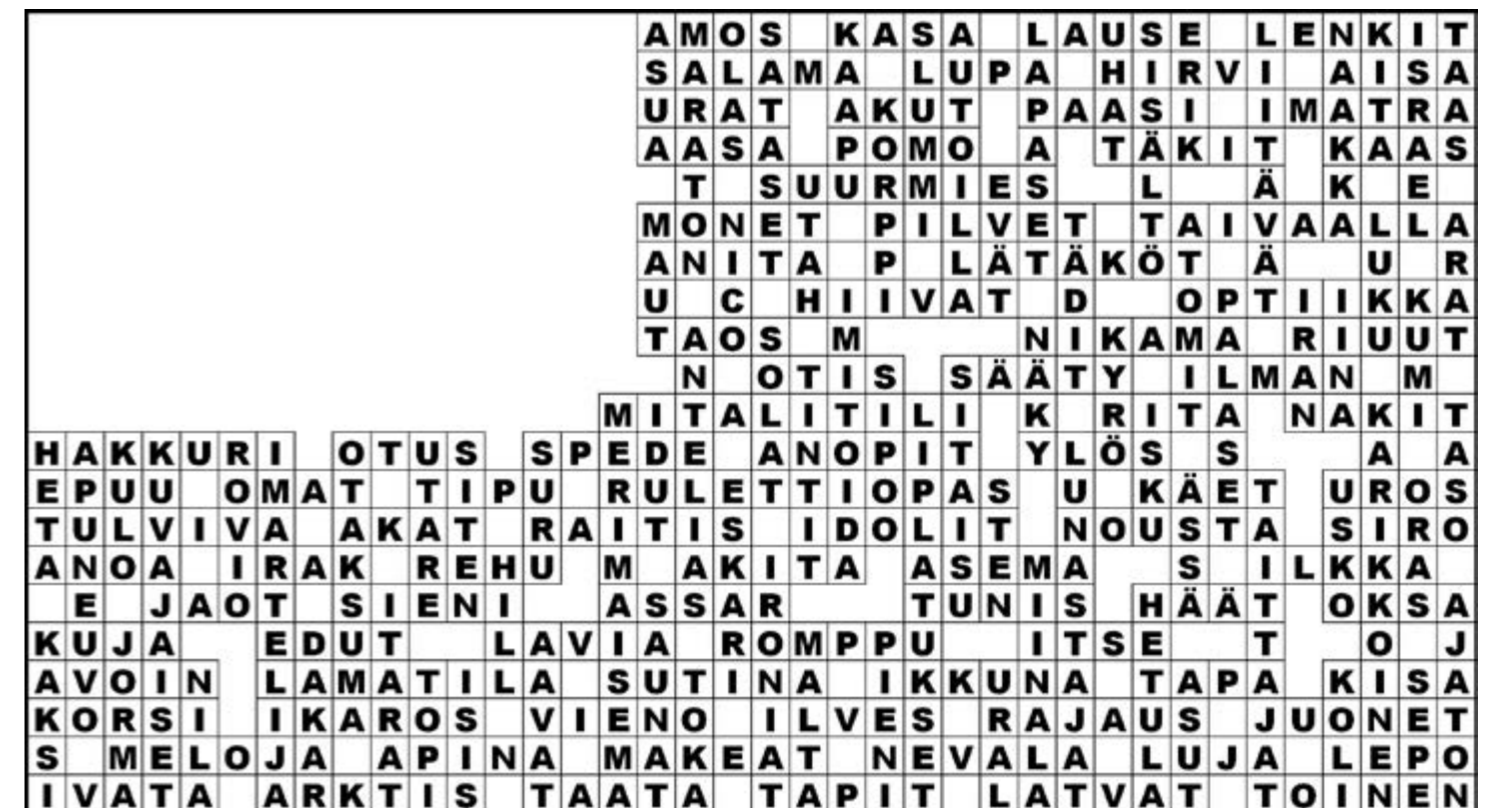 AMOS KASA LAUSE LENKIT
SALAMA LUPA HIRVI AISA
URAT AKUT PAASI IMATRA
AASA POMO A TÄKIT KAAS
T SUURMIES L Ä K E
MONET PILVET TAIVAALLA
ANITA P LÄTÄKÖT Ä U R
U C HIIVAT D OPTIIKKA
TAOS M NIKAMA RIUUT
N OTIS SÄÄTY ILMAN M
MITALITILI K RITA NAKIT
HAKKURI OTUS SPEDE ANOPIT YLÖS S A A
EPUU OMAT TIPU RULETTIOPAS U KÄET UROS
TULVIVA AKAT RAITIS IDOLIT NOUSTA SIRO
ANOA IRAK REHU M AKITA ASEMA S ILKKA
E JAOT SIENI ASSAR TUNIS HÄÄT OKSA
KUJA EDUT LAVIA ROMPPU ITSE T O J
AVOIN LAMATILA SUTINA IKKUNA TAPA KISA
KORSI IKAROS VIENO ILVES RAJAUS JUONET
S MELOJA APINA MAKEAT NEVALA LUJA LEPO
IVATA ARKTIS TAATA TAPIT LATVAT TOINEN